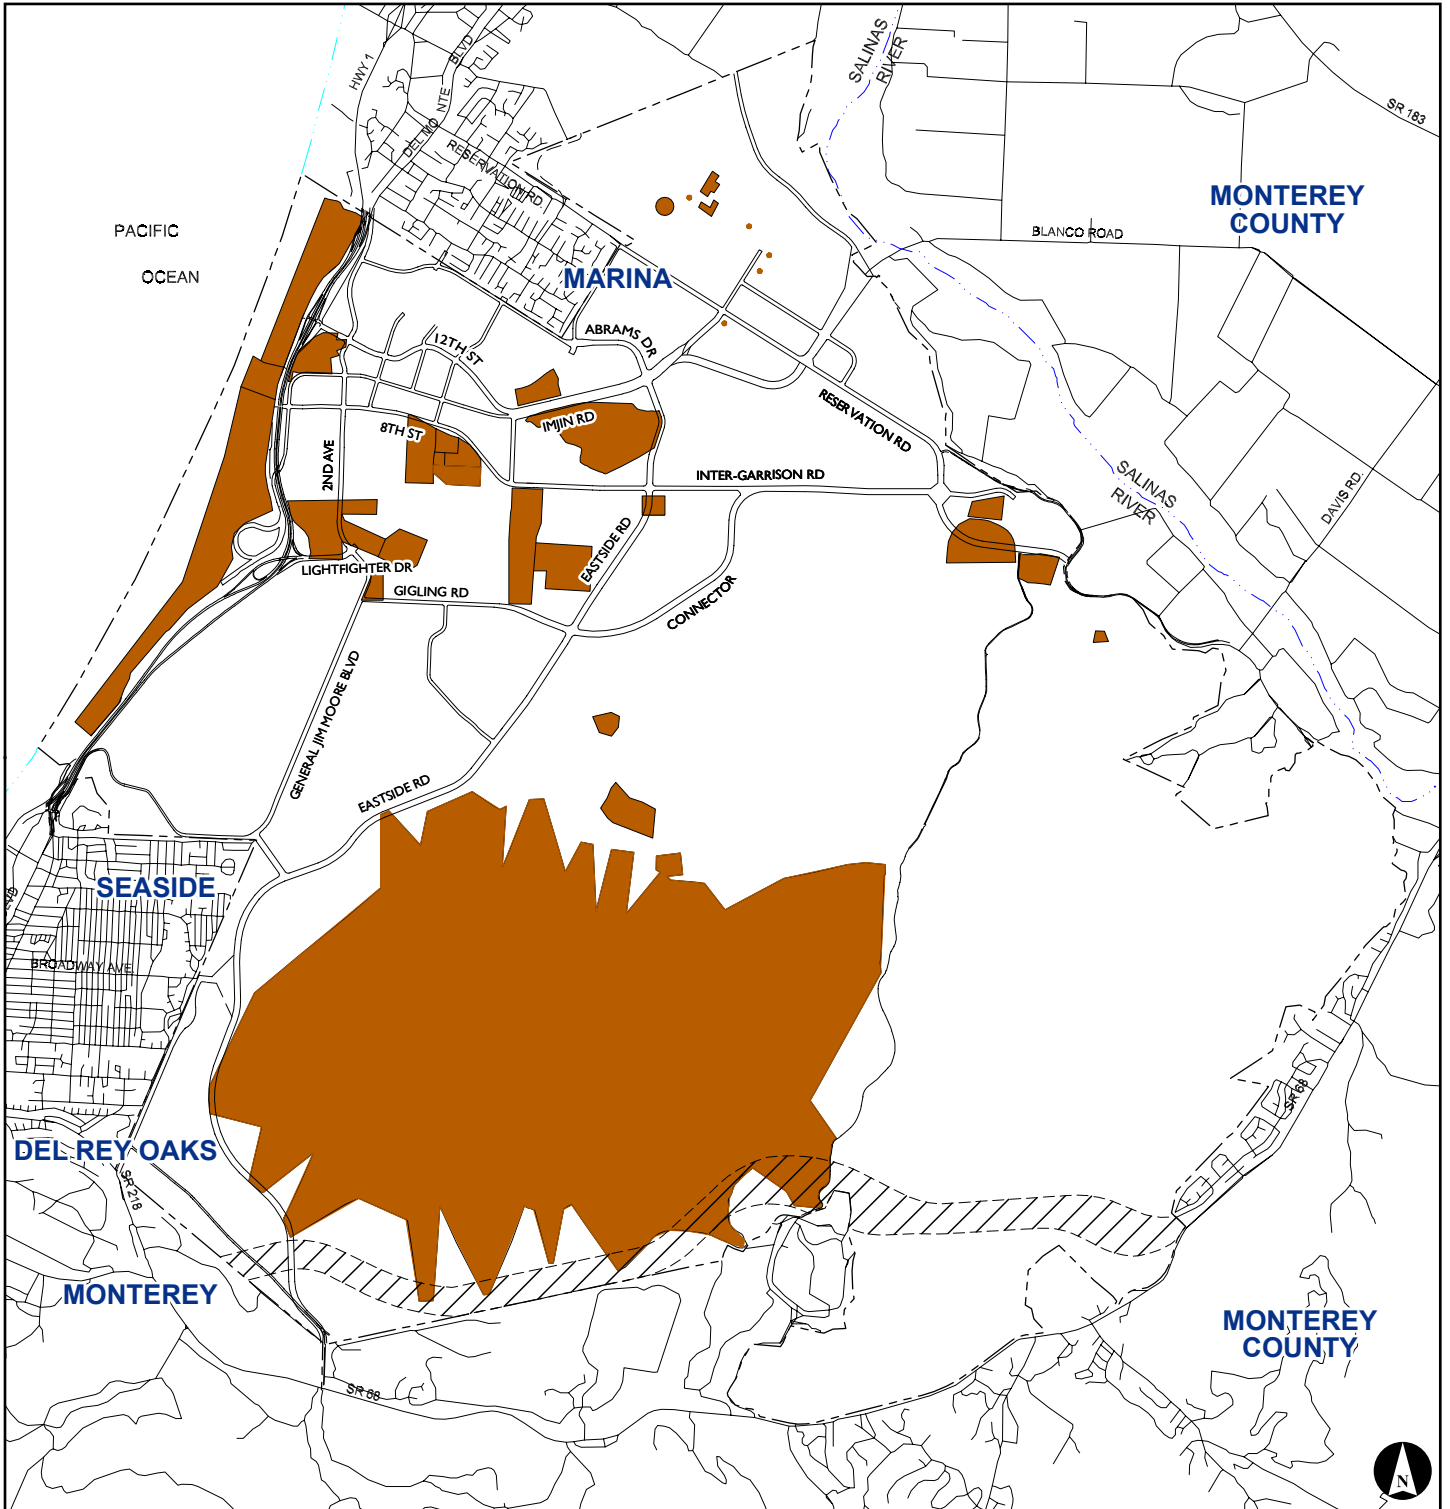 HWY 1
DEL MO NTE BLVD
SALINAS
RIVER
SR 183
RESERVATION RD.
MONTEREY
COUNTY
PACIFIC
OCEAN
BLANCO ROAD
MARINA
ABRAMS DR
12TH ST
RESERVATION RD
IMJIN RD
8TH ST
2ND AVE
INTER-GARRISON RD
SALINAS
RIVER
DAVIS RD.
EASTSIDE RD
LIGHTFIGHTER DR
GIGLING RD
CONNECTOR
GENERAL JIM MOORE BLVD
EASTSIDE RD
SEASIDE
BLVD
BROADWAY AVE.
SR 68
DEL REY OAKS
SR 218
MONTEREY
MONTEREY
COUNTY
SR 68
N